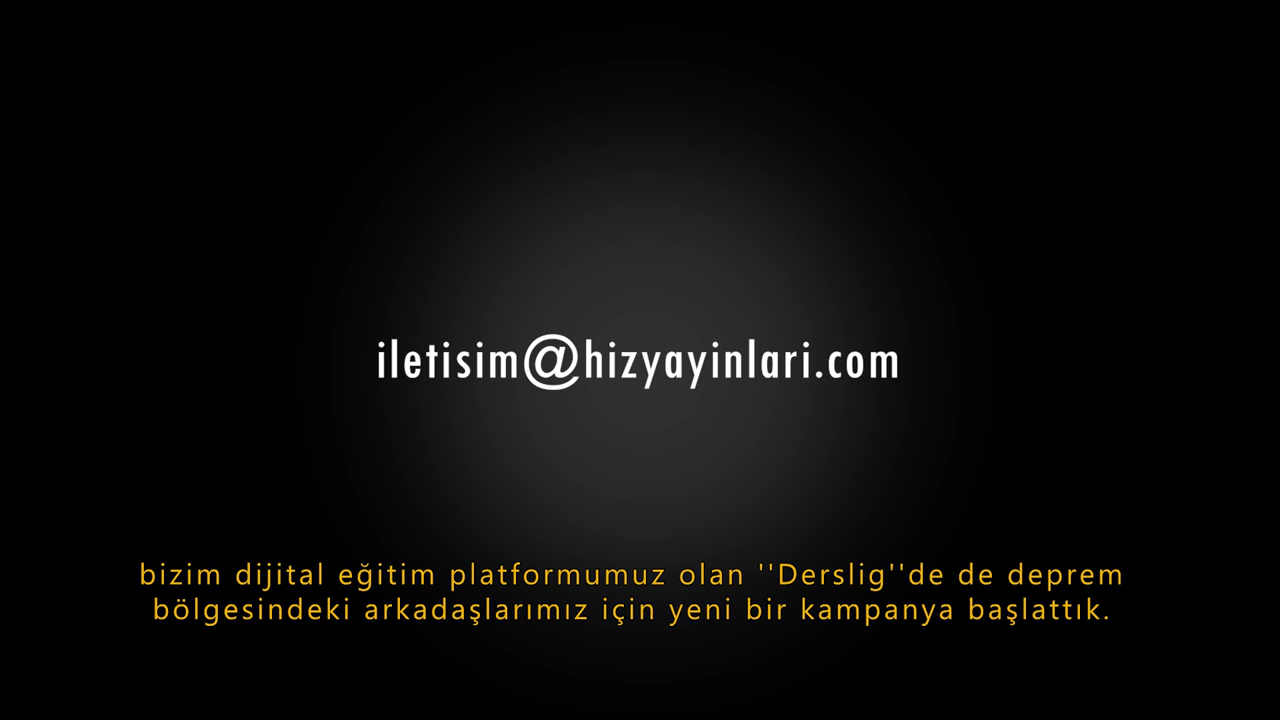 iletisim@hizyayinlari.com
bizim dijital eğitim platformumuz olan ''Derslig''de de deprem
bölgesindeki arkadaşlarımız için yeni bir kampanya başlattık.